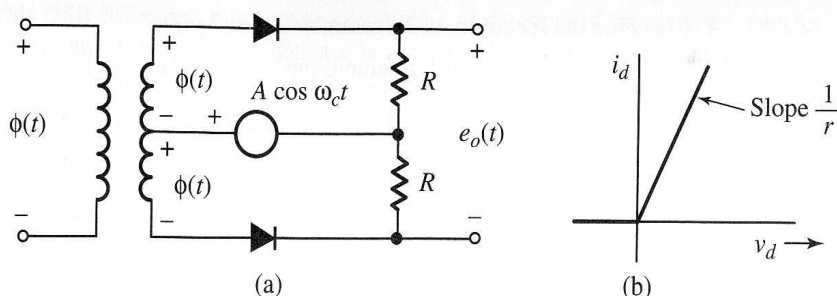 + + +
φ(t) A cos ω_c t R
φ(t) − + e_o(t)
+ R
φ(t)
− − −
(a)
i_d
Slope 1/r
v_d →
(b)